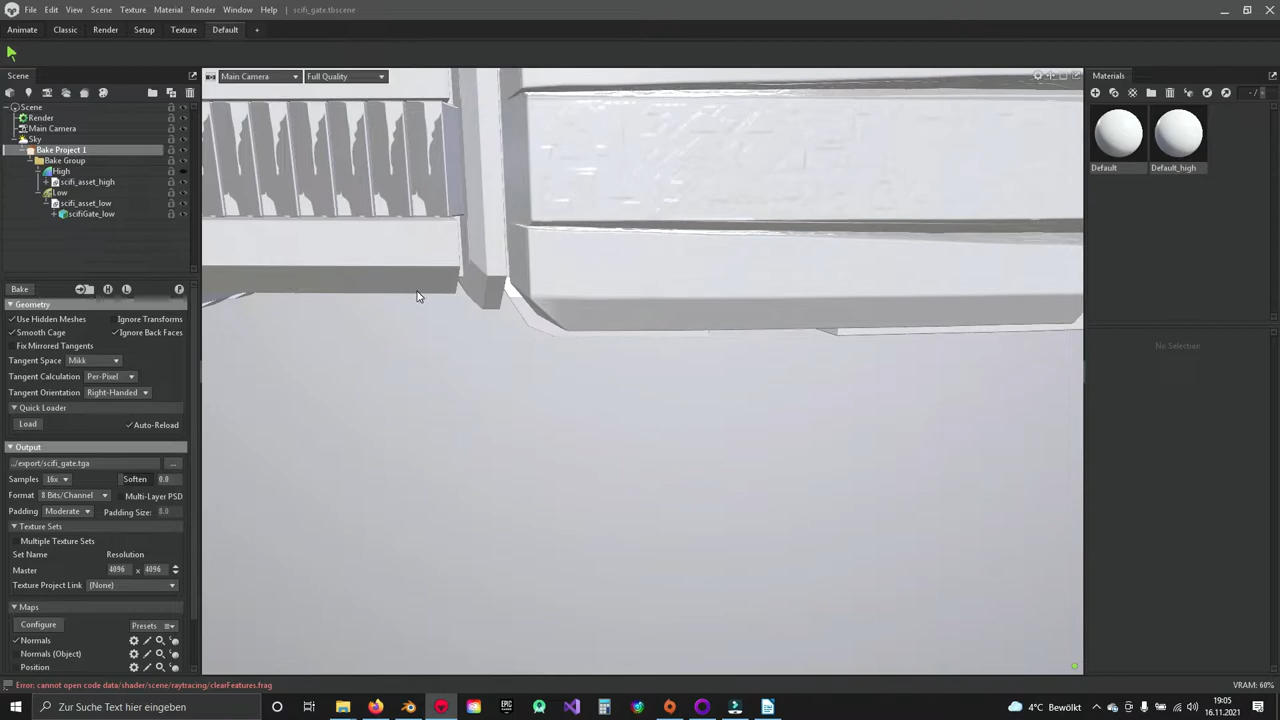 File Edit View Scene Texture Material Render Window Help scifi_gate.tbscene
Animate Classic Render Setup Texture Default +
Scene
Main Camera Full Quality
Materials
- /
Scene
Render
Main Camera
Sky
Bake Project 1
Bake Group
High
scifi_asset_high
Low
scifi_asset_low
scifiGate_low
Default Default_high
Bake H L P
Geometry
Use Hidden Meshes Ignore Transforms
Smooth Cage Ignore Back Faces
Fix Mirrored Tangents
Tangent Space Mikk
Tangent Calculation Per-Pixel
Tangent Orientation Right-Handed
Quick Loader
Load Auto-Reload
No Selection
Output
../export/scifi_gate.tga ...
Samples 16x Soften 0.0
Format 8 Bits/Channel Multi-Layer PSD
Padding Moderate Padding Size: 8.0
Texture Sets
Multiple Texture Sets
Set Name Resolution
Master 4096 x 4096
Texture Project Link (None)
Maps
Configure Presets
Normals
Normals (Object)
Position
Error: cannot open code data/shader/scene/raytracing/clearFeatures.frag
VRAM: 60%
Zur Suche Text hier eingeben
4°C Bewölkt
19:05
16.11.2021